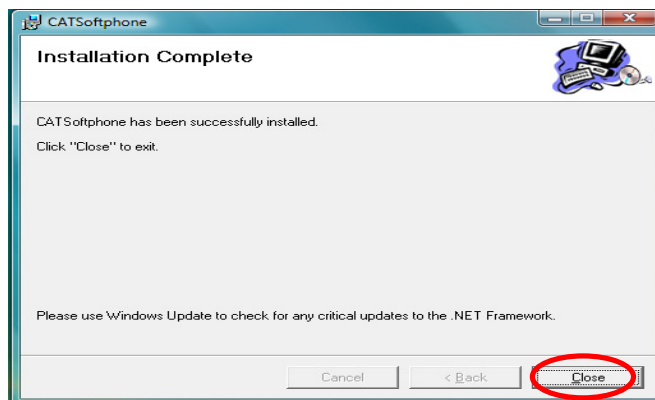 CATSoftphone
Installation Complete
CATSoftphone has been successfully installed.
Click "Close" to exit.
Please use Windows Update to check for any critical updates to the .NET Framework.
Cancel
< Back
Close